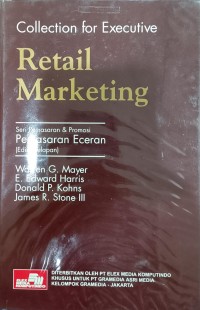 Collection for Executive
Retail
Marketing
Seri Pemasaran & Promosi
Pemasaran Eceran
(Edisi Delapan)
Warren G. Mayer
E. Edward Harris
Donald P. Kohns
James R. Stone III
DITERBITKAN OLEH PT ELEX MEDIA KOMPUTINDO
KHUSUS UNTUK PT GRAMEDIA ASRI MEDIA
KELOMPOK GRAMEDIA - JAKARTA